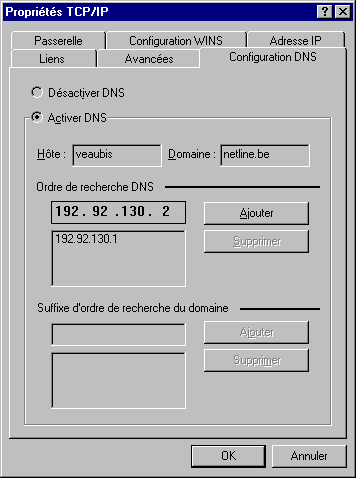 Propriétés TCP/IP
Passerelle Configuration WINS Adresse IP
Liens Avancées Configuration DNS
Désactiver DNS
Activer DNS
Hôte : veaubis Domaine : netline.be
Ordre de recherche DNS
192. 92 .130. 2 Ajouter
192.92.130.1 Supprimer
Suffixe d'ordre de recherche du domaine
Ajouter
Supprimer
OK Annuler